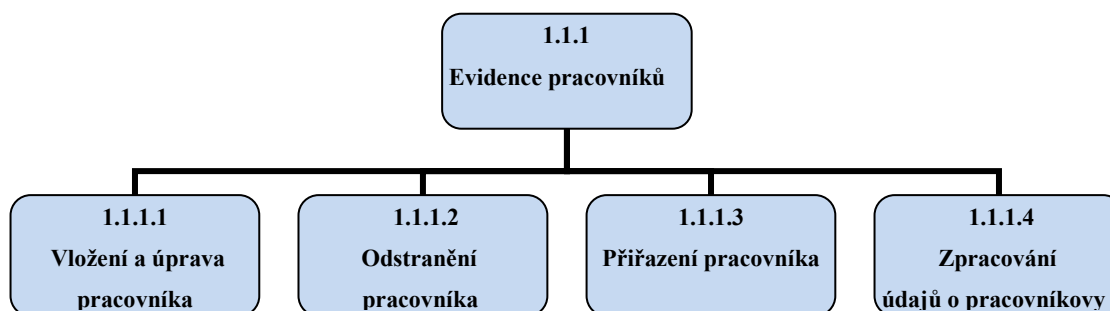 1.1.1
Evidence pracovníků
1.1.1.1
Vložení a úprava
pracovníka
1.1.1.2
Odstranění
pracovníka
1.1.1.3
Přiřazení pracovníka
1.1.1.4
Zpracování
údajů o pracovníkovy